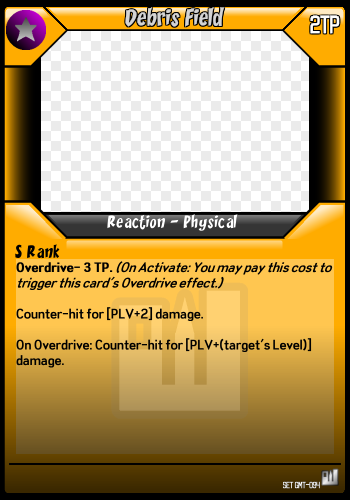 Debris Field
2TP
Reaction - Physical
S Rank
Overdrive- 3 TP. (On Activate: You may pay this cost to
trigger this card's Overdrive effect.)
Counter-hit for [PLV+2] damage.
On Overdrive: Counter-hit for [PLV+(target's Level)]
damage.
SET GMT-094